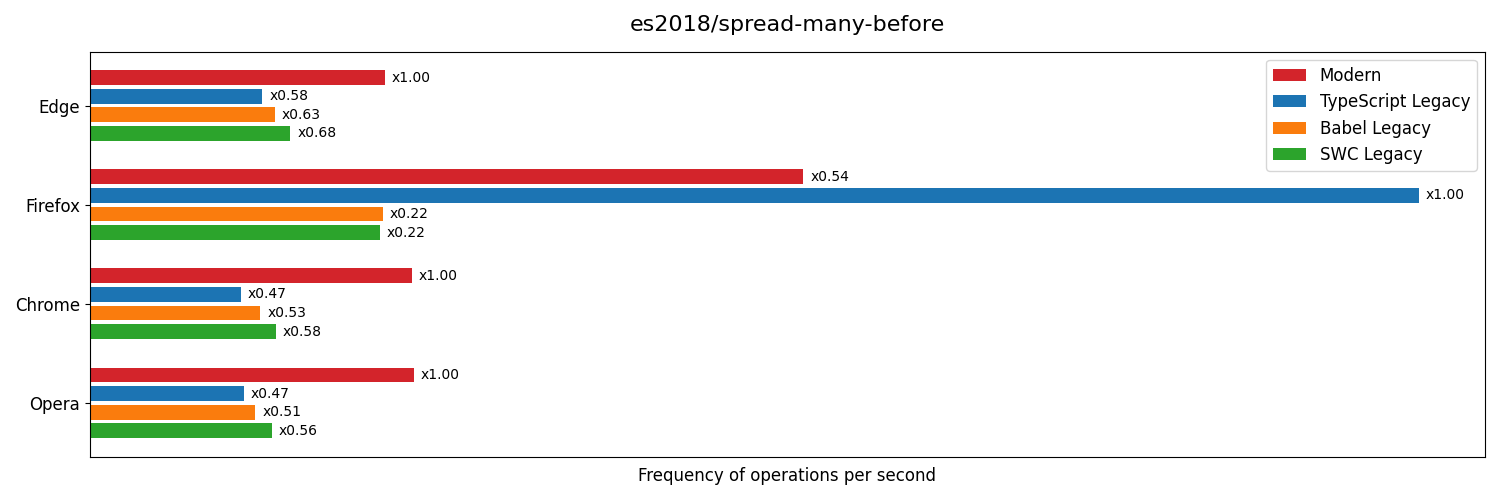 es2018/spread-many-before
Modern
TypeScript Legacy
Babel Legacy
SWC Legacy
Edge
x1.00
x0.58
x0.63
x0.68
Firefox
x0.54
x1.00
x0.22
x0.22
Chrome
x1.00
x0.47
x0.53
x0.58
Opera
x1.00
x0.47
x0.51
x0.56
Frequency of operations per second